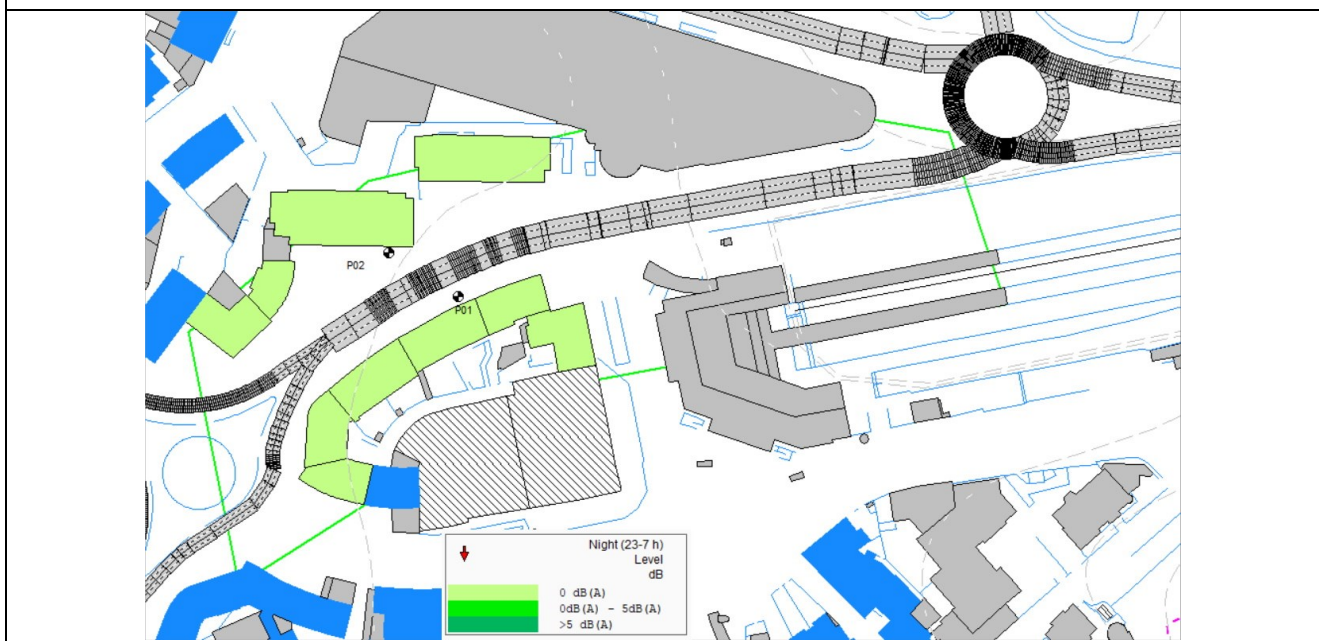 P02
P01
Night (23-7 h)
Level
dB
0 dB(A)
0dB(A) - 5dB(A)
>5 dB(A)